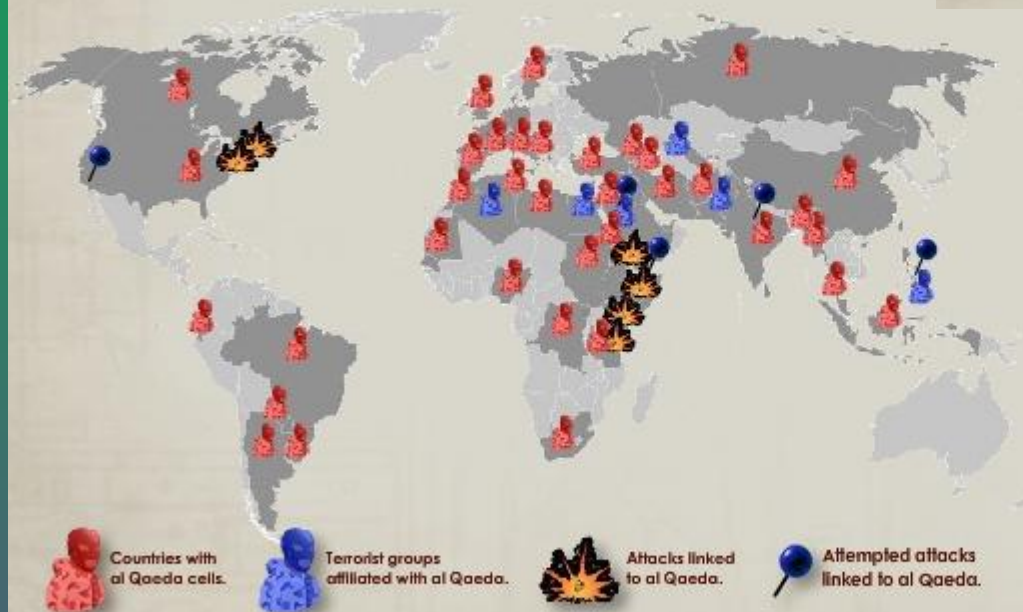 Countries with
al Qaeda cells.
Terrorist groups
affiliated with al Qaeda.
Attacks linked
to al Qaeda.
Attempted attacks
linked to al Qaeda.